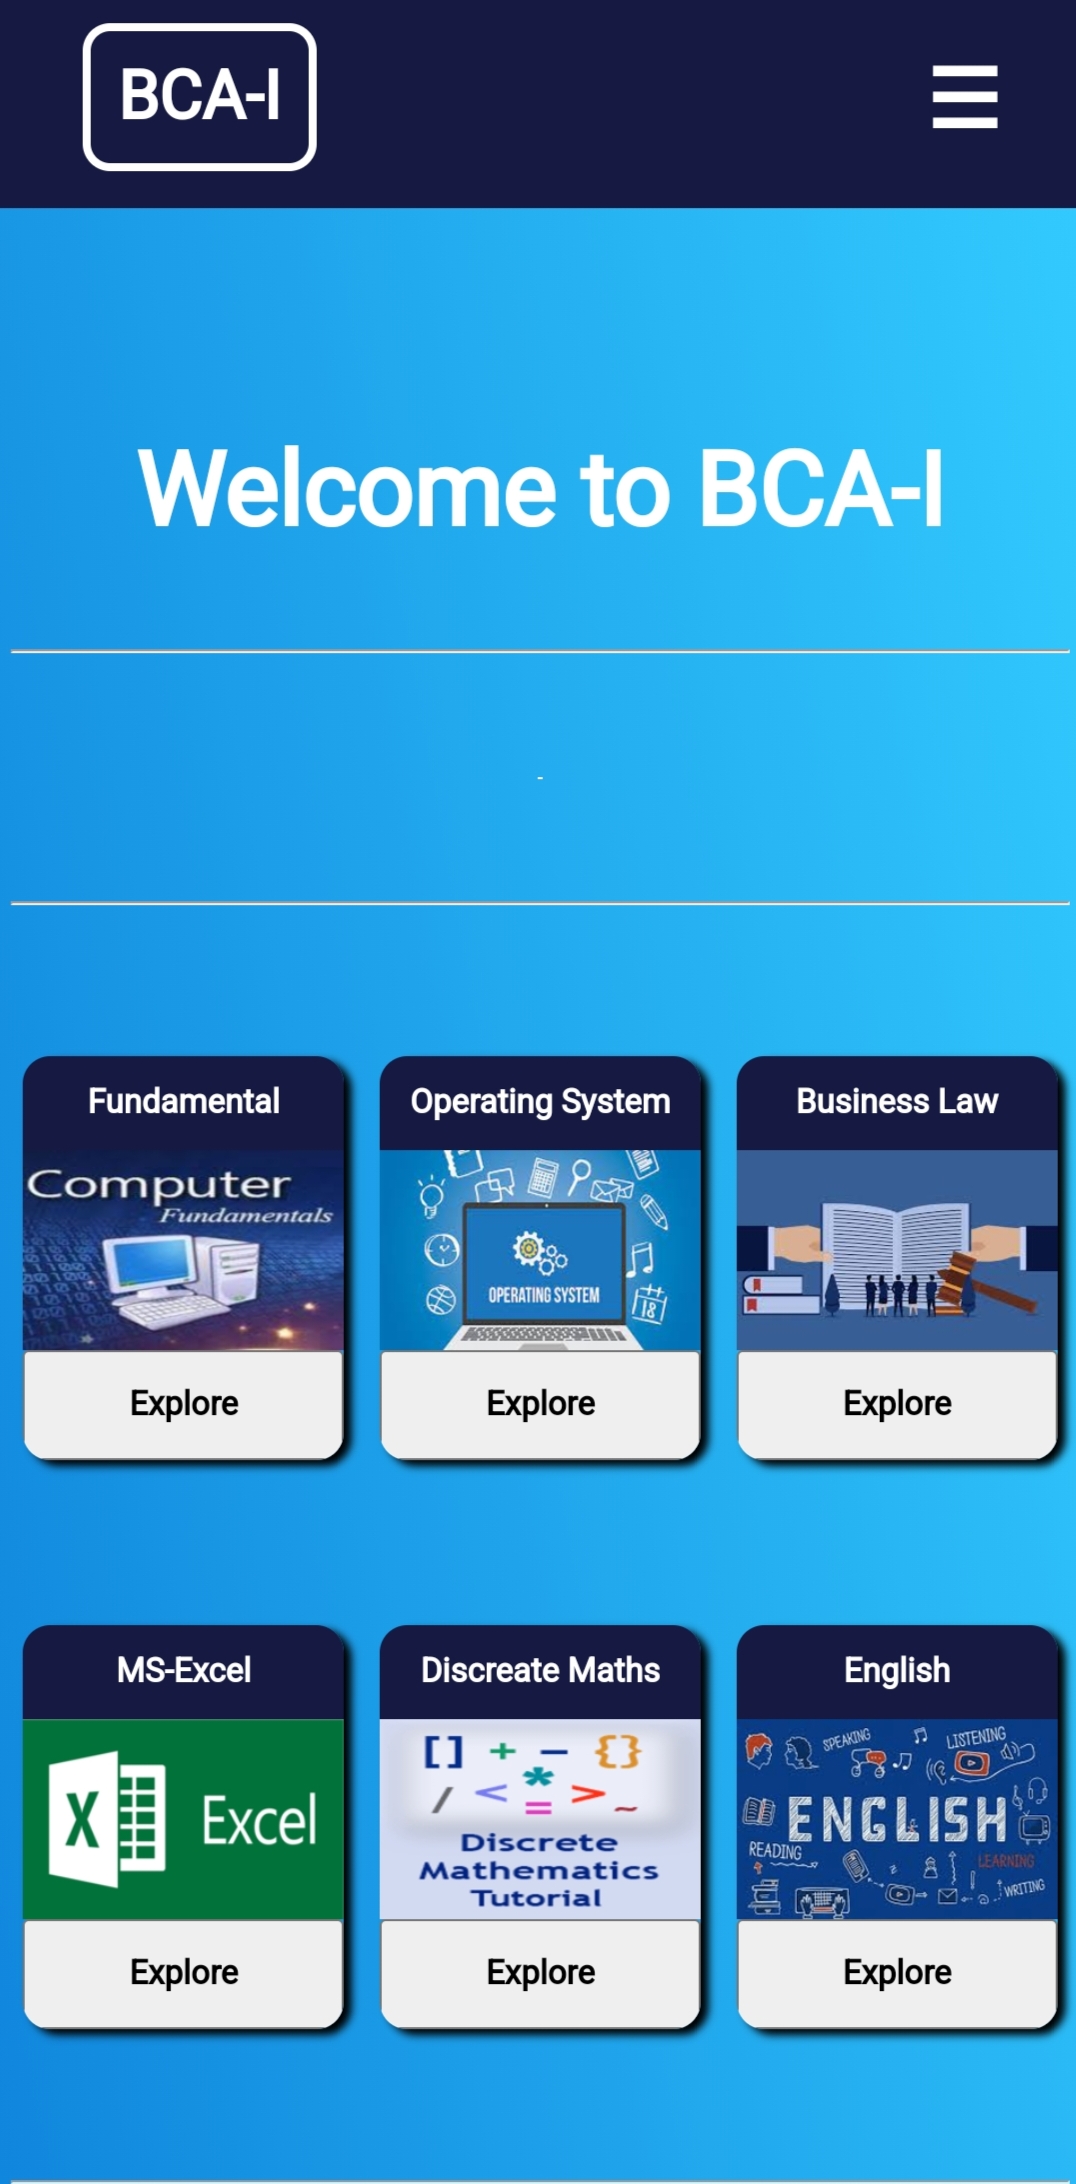 BCA-I
Welcome to BCA-I
-
Fundamental
Operating System
Business Law
Computer
Fundamentals
OPERATING SYSTEM
18
Explore
Explore
Explore
MS-Excel
Discreate Maths
English
X
Excel
[ ] + − { }
/ < * = > ~
Discrete
Mathematics
Tutorial
SPEAKING
LISTENING
ENGLISH
READING
LEARNING
WRITING
Explore
Explore
Explore